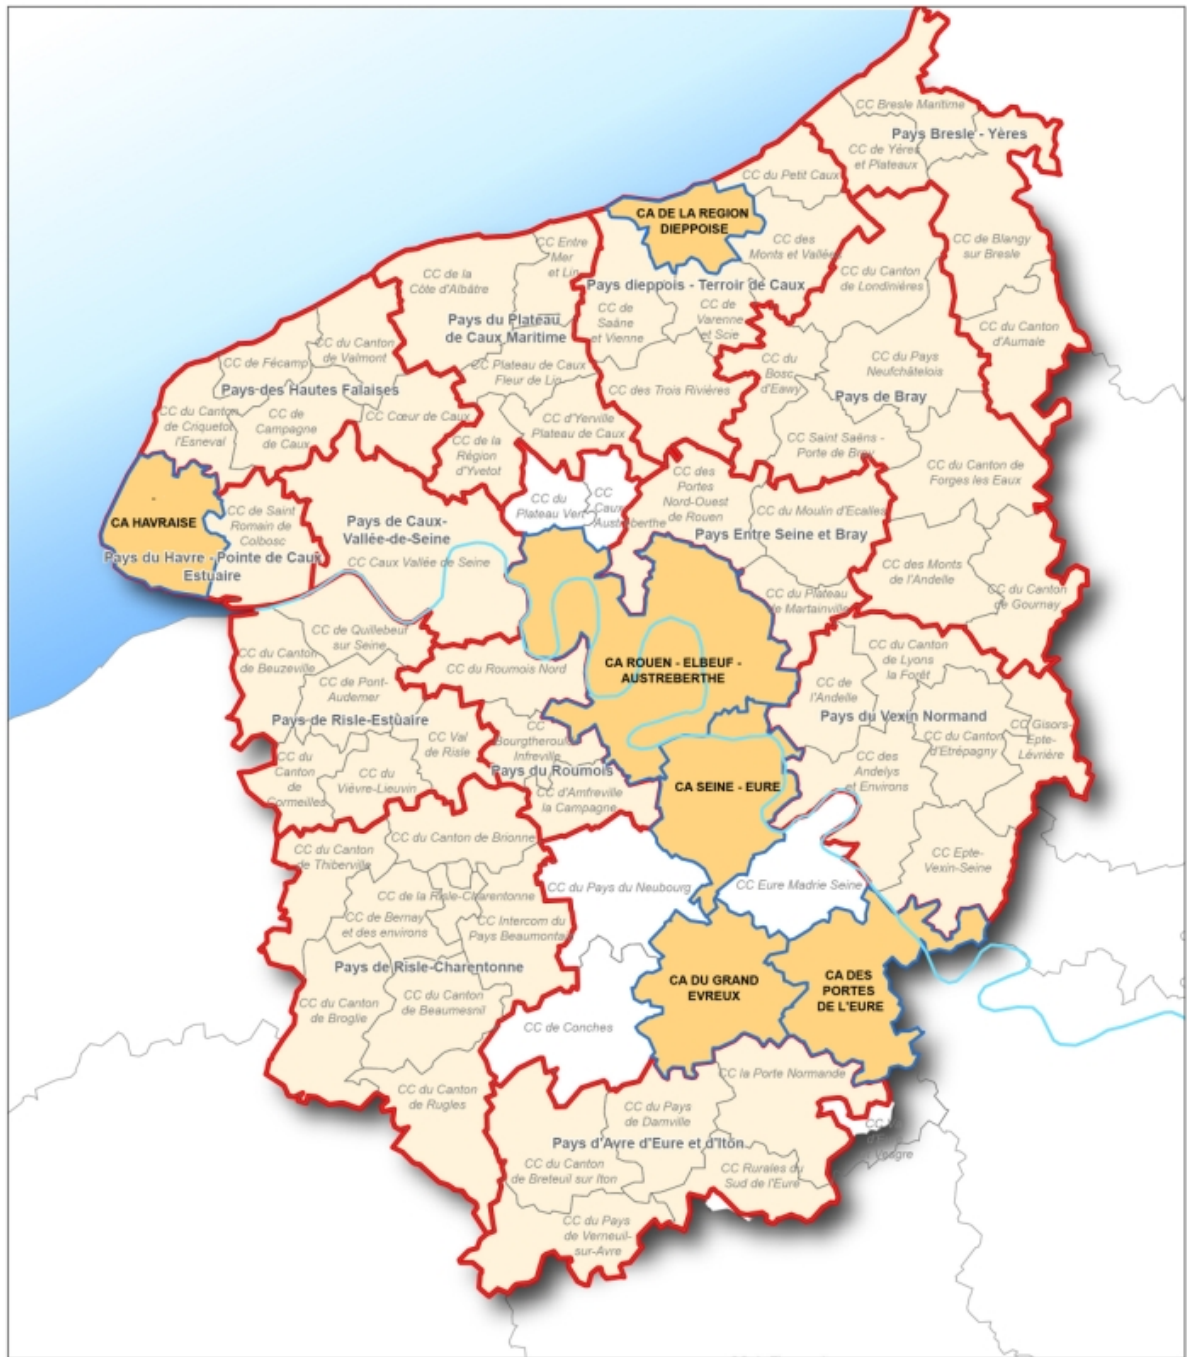 CC Bresle Maritime
Pays Bresle - Yères
CC de Yères
et Plateaux
CC du Petit Caux
CA DE LA REGION
DIEPPOISE
CC des
Monts et Vallées
CC de Blangy
sur Bresle
CC Entre
Mer
et Lin
CC de la
Côte d'Albâtre
CC du Canton
de Londinières
Pays dieppois - Terroir de Caux
CC de
Saâne
et Vienne
CC de
Varenne
et Scie
Pays du Plateau
de Caux Maritime
CC du Canton
d'Aumale
CC du Canton
de Valmont
CC de Fécamp
CC Plateau de Caux
Fleur de Lin
CC du
Bosc
d'Eawy
CC du Pays
Neufchâtelois
Pays des Hautes Falaises
CC des Trois Rivières
Pays de Bray
CC du Canton
de Criquetot
l'Esneval
CC de
Campagne
de Caux
CC Cœur de Caux
CC d'Yerville
Plateau de Caux
CC de la
Région
d'Yvetot
CC Saint Saëns -
Porte de Bray
CC du Canton de
Forges les Eaux
CC des
Portes
Nord-Ouest
de Rouen
CC du
Plateau Vert
CC
Caux
Austreberthe
CA HAVRAISE
CC de Saint
Romain de
Colbosc
Pays de Caux-
Vallée-de-Seine
CC du Moulin d'Ecalles
Pays Entre Seine et Bray
Pays du Havre - Pointe de Caux
Estuaire
CC Caux Vallée de Seine
CC des Monts
de l'Andelle
CC du Canton
de Gournay
CC du Plateau
de Martainville
CC de Quillebeuf
sur Seine
CC du Canton
de Beuzeville
CC du Roumois Nord
CA ROUEN - ELBEUF -
AUSTREBERTHE
CC du Canton
de Lyons
la Forêt
CC de
l'Andelle
CC de Pont-
Audemer
Pays de Risle-Estuaire
Pays du Vexin Normand
CC
Bourgtheroulde
Infreville
CC Val
de Risle
CC du Canton
d'Etrépagny
CC Gisors-
Epte-
Lévrière
CC du
Canton
de
Cormeilles
CC du
Vièvre-Lieuvin
Pays du Roumois
CC d'Amfreville
la Campagne
CA SEINE - EURE
CC des
Andelys
et Environs
CC du Canton de Brionne
CC du Canton
de Thiberville
CC Epte-
Vexin-Seine
CC du Pays du Neubourg
CC Eure Madrie Seine
CC de la Risle-Charentonne
CC de Bernay
et des environs
CC Intercom du
Pays Beaumontais
Pays de Risle-Charentonne
CA DU GRAND
EVREUX
CA DES
PORTES
DE L'EURE
CC du Canton
de Broglie
CC du Canton
de Beaumesnil
CC de Conches
CC la Porte Normande
CC du Canton
de Rugles
CC du Pays
de Damville
Pays d'Avre d'Eure et d'Iton
CC du Canton
de Breteuil sur Iton
CC Rurales du
Sud de l'Eure
CC du Pays
de Verneuil-
sur-Avre